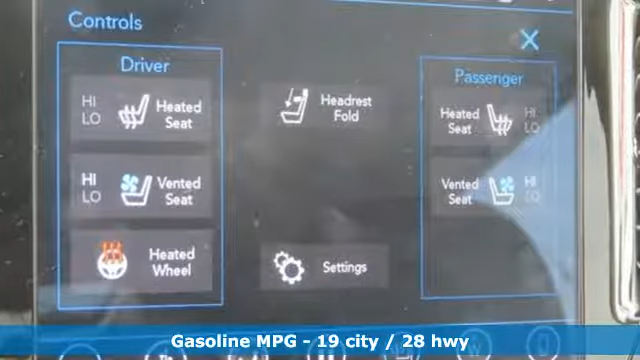 Controls
X
Driver
HI
LO
Heated
Seat
HI
LO
Vented
Seat
Heated
Wheel
Headrest
Fold
Settings
Passenger
Heated
Seat
HI
LO
Vented
Seat
HI
LO
Gasoline MPG - 19 city / 28 hwy